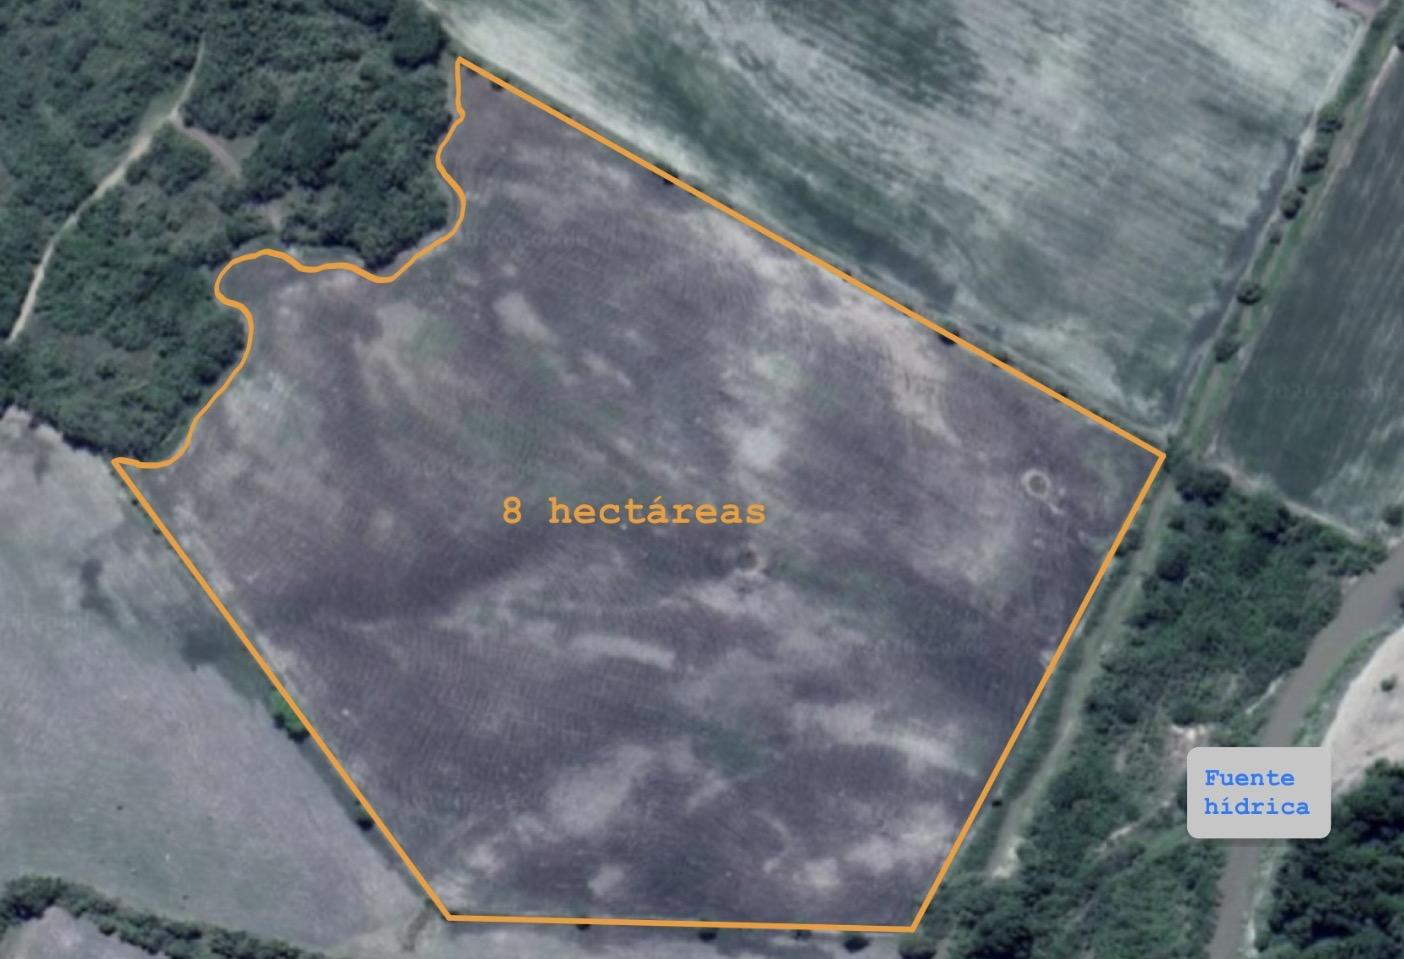 8 hectáreas
Fuente
hídrica